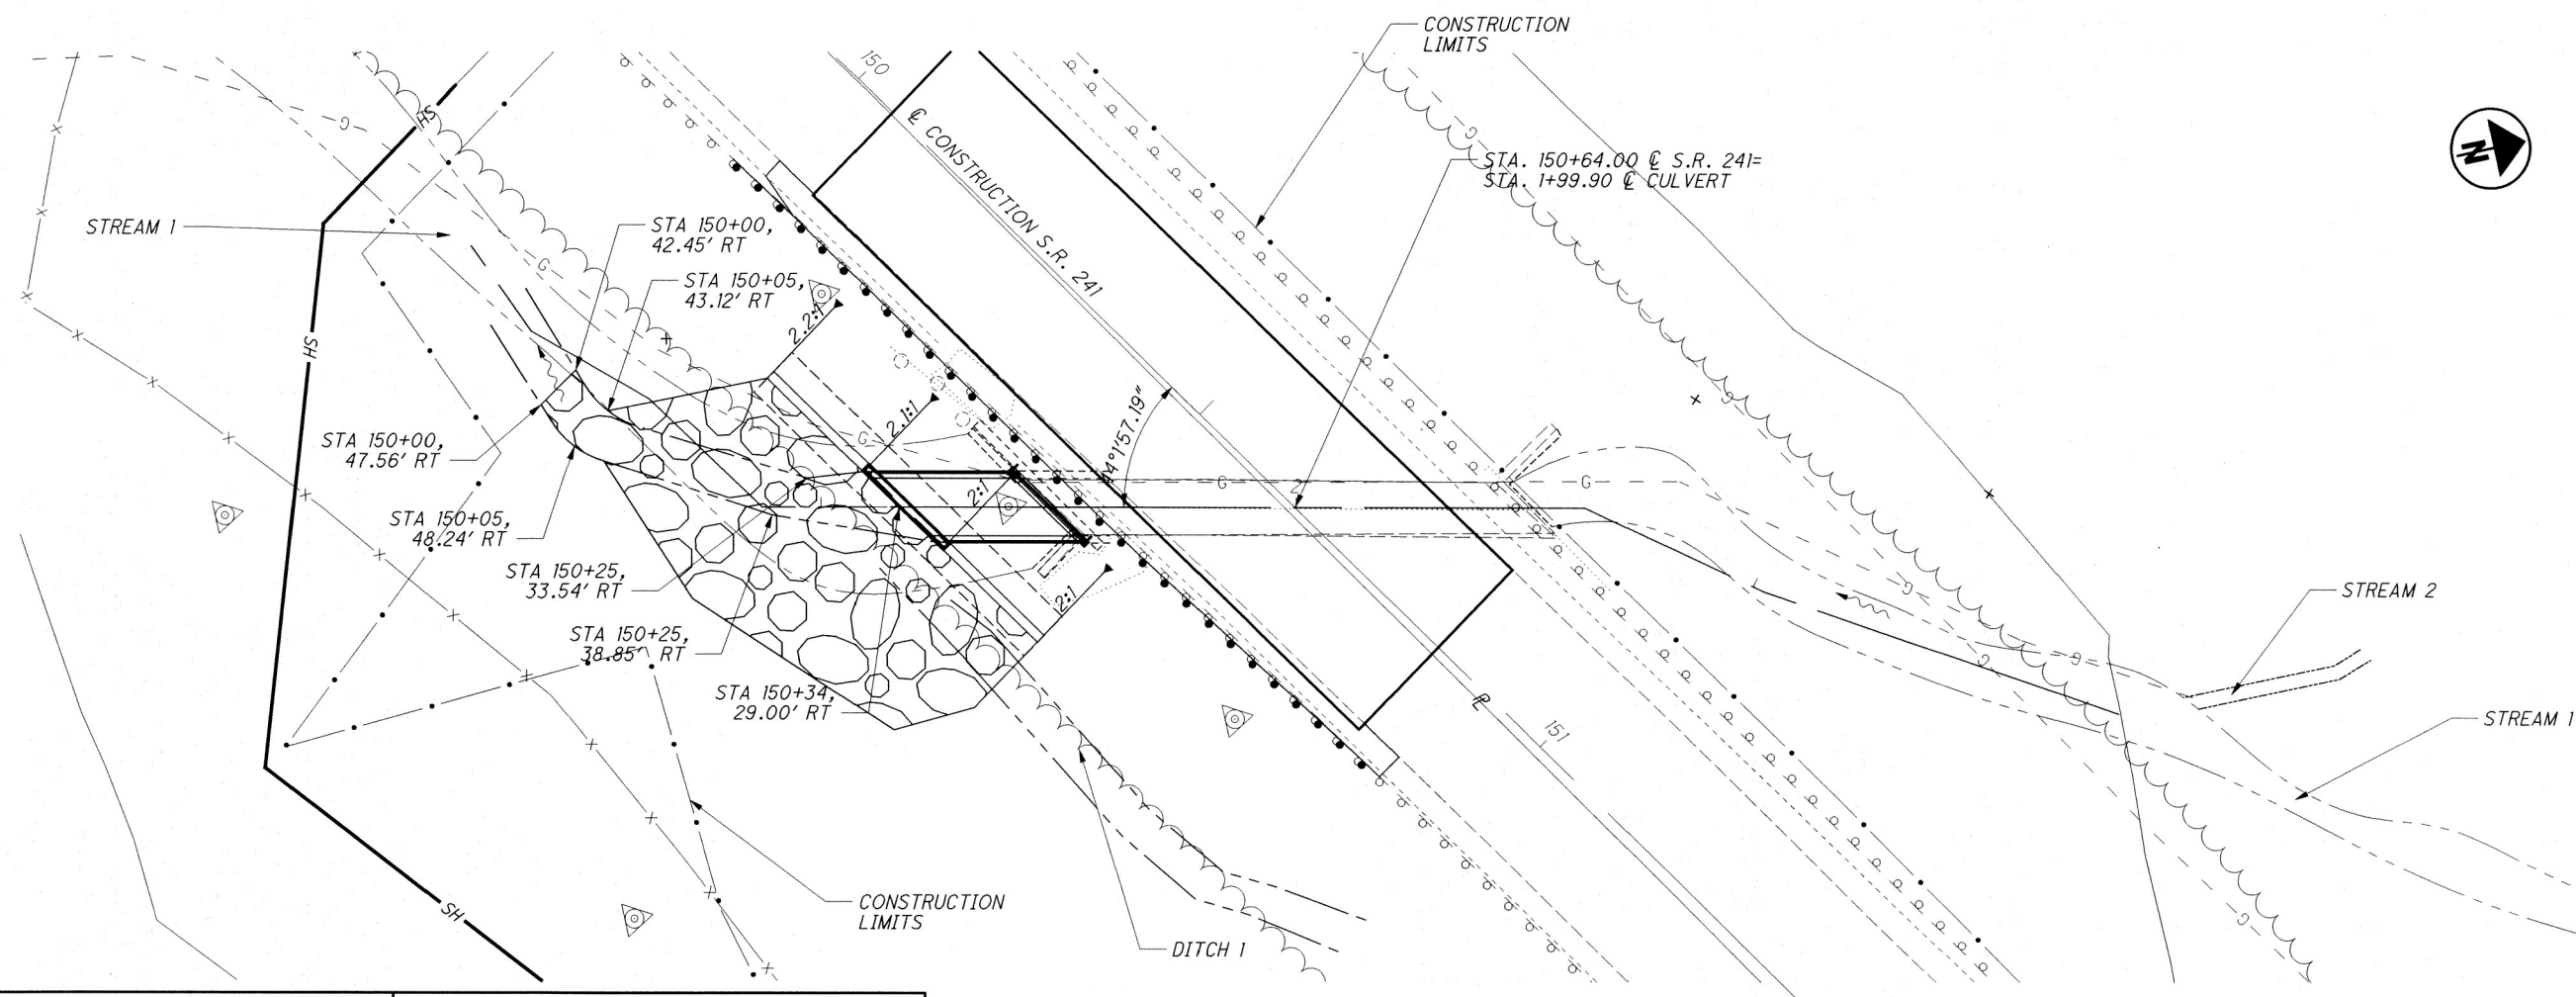 CONSTRUCTION
LIMITS
150
℄ CONSTRUCTION S.R. 241
N
STA. 150+64.00 ℄ S.R. 241=
STA. 1+99.90 ℄ CULVERT
SH
STREAM 1
STA 150+00,
42.45' RT
STA 150+05,
43.12' RT
2.2:1
SH
2.1:1
44°1'57.19"
STA 150+00,
47.56' RT
2:1
2
STA 150+05,
48.24' RT
STA 150+25,
33.54' RT
2:1
STREAM 2
STA 150+25,
38.85' RT
STA 150+34,
29.00' RT
℄
151
STREAM 1
CONSTRUCTION
LIMITS
SH
DITCH 1
G
G
G
G
G
G
G
G
G
G
G
G